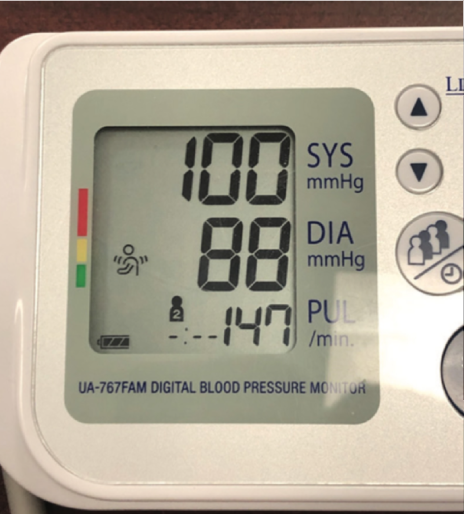 100 SYS
mmHg
88 DIA
mmHg
2
-:--147 PUL
/min.
UA-767FAM DIGITAL BLOOD PRESSURE MONITOR